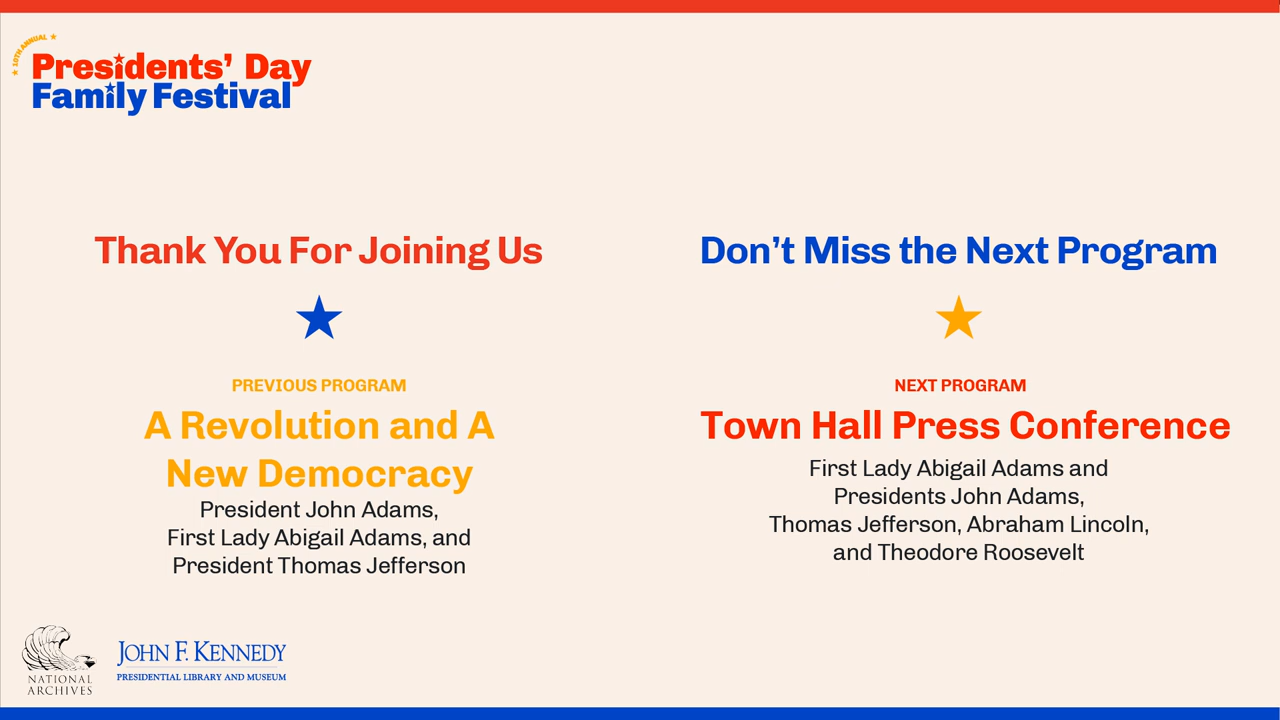 20TH ANNUAL
Presidents' Day
Family Festival
Thank You For Joining Us
PREVIOUS PROGRAM
A Revolution and A
New Democracy
President John Adams,
First Lady Abigail Adams, and
President Thomas Jefferson
Don't Miss the Next Program
NEXT PROGRAM
Town Hall Press Conference
First Lady Abigail Adams and
Presidents John Adams,
Thomas Jefferson, Abraham Lincoln,
and Theodore Roosevelt
NATIONAL
ARCHIVES
JOHN F. KENNEDY
PRESIDENTIAL LIBRARY AND MUSEUM